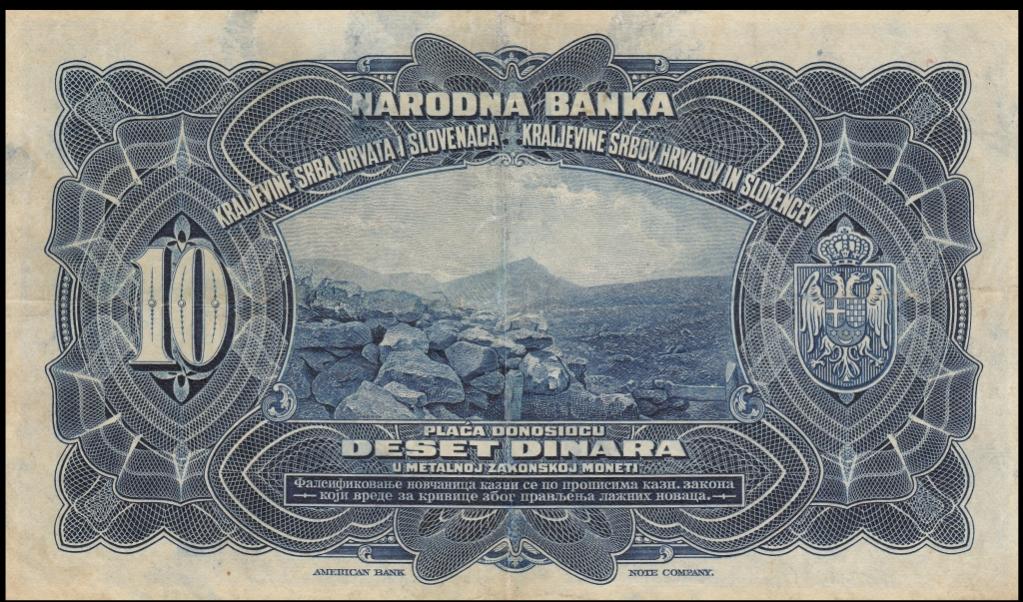 NARODNA BANKA
KRALJEVINE SRBA, HRVATA I SLOVENACA KRALJEVINE SRBOV, HRVATOV IN SLOVENCEV
10
PLAĆA DONOSIOCU
DESET DINARA
U METALNOJ ZAKONSKOJ MONETI
Фалсификовање новчаница казни се по прописима казн. закона
који вреде за кривице због прављења лажних новаца.
AMERICAN BANK NOTE COMPANY.